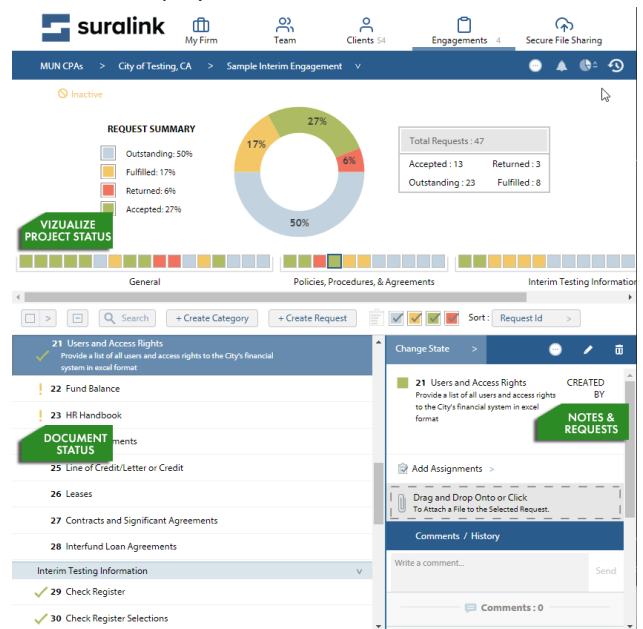 suralink
My Firm
Team
Clients 54
Engagements 4
Secure File Sharing
MUN CPAs > City of Testing, CA > Sample Interim Engagement v
Inactive
REQUEST SUMMARY
Outstanding: 50%
Fulfilled: 17%
Returned: 6%
Accepted: 27%
27%
17%
6%
50%
Total Requests : 47
Accepted : 13 Returned : 3
Outstanding : 23 Fulfilled : 8
VIZUALIZE
PROJECT STATUS
General
Policies, Procedures, & Agreements
Interim Testing Information
>
Search
+ Create Category
+ Create Request
Sort :
Request Id >
21 Users and Access Rights
Provide a list of all users and access rights to the City's financial
system in excel format
22 Fund Balance
23 HR Handbook
DOCUMENT
STATUS
25 Line of Credit/Letter or Credit
26 Leases
27 Contracts and Significant Agreements
28 Interfund Loan Agreements
Interim Testing Information v
29 Check Register
30 Check Register Selections
Change State >
21 Users and Access Rights
Provide a list of all users and access rights
to the City's financial system in excel
format
CREATED
BY
NOTES &
REQUESTS
Add Assignments >
Drag and Drop Onto or Click
To Attach a File to the Selected Request.
Comments / History
Write a comment...
Send
Comments : 0